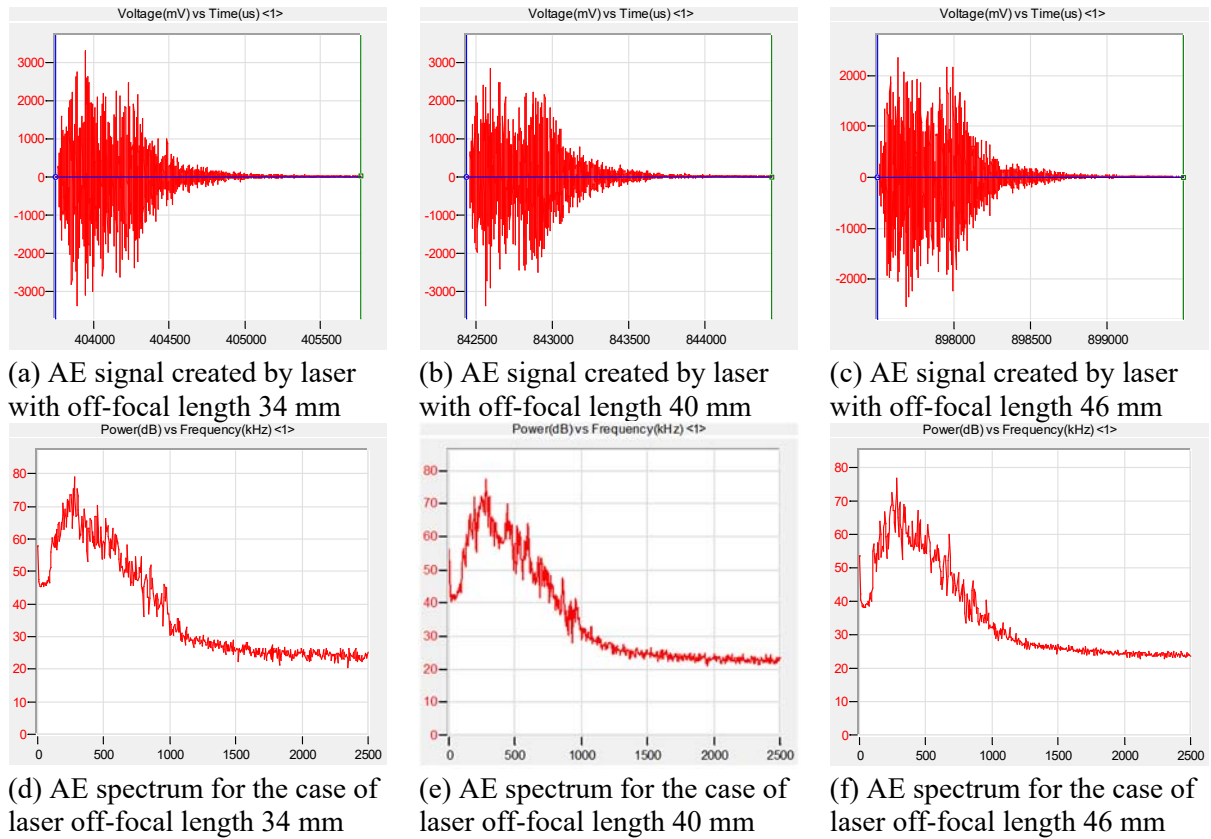 Voltage(mV) vs Time(us) <1>
3000
2000
1000
0
-1000
-2000
-3000
404000 404500 405000 405500
(a) AE signal created by laser
with off-focal length 34 mm
Voltage(mV) vs Time(us) <1>
3000
2000
1000
0
-1000
-2000
-3000
842500 843000 843500 844000
(b) AE signal created by laser
with off-focal length 40 mm
Voltage(mV) vs Time(us) <1>
2000
1000
0
-1000
-2000
898000 898500 899000
(c) AE signal created by laser
with off-focal length 46 mm
Power(dB) vs Frequency(kHz) <1>
80
70
60
50
40
30
20
10
0
0 500 1000 1500 2000 2500
(d) AE spectrum for the case of
laser off-focal length 34 mm
Power(dB) vs Frequency(kHz) <1>
80
70
60
50
40
30
20
10
0
0 500 1000 1500 2000 2500
(e) AE spectrum for the case of
laser off-focal length 40 mm
Power(dB) vs Frequency(kHz) <1>
80
70
60
50
40
30
20
10
0
0 500 1000 1500 2000 2500
(f) AE spectrum for the case of
laser off-focal length 46 mm